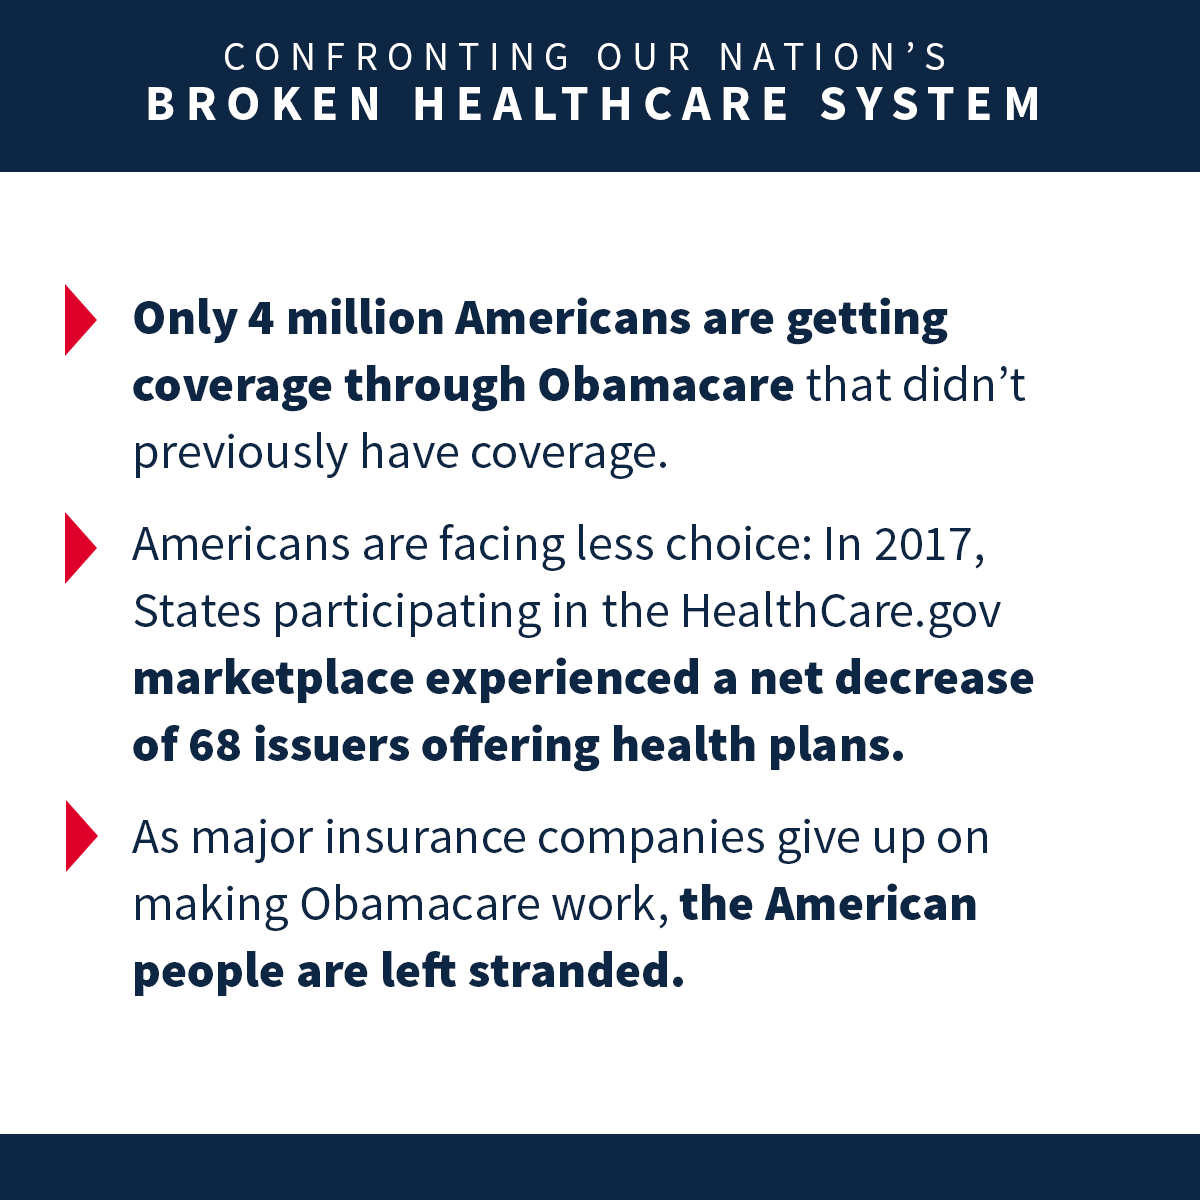 CONFRONTING OUR NATION’S
BROKEN HEALTHCARE SYSTEM
Only 4 million Americans are getting
coverage through Obamacare that didn’t
previously have coverage.
Americans are facing less choice: In 2017,
States participating in the HealthCare.gov
marketplace experienced a net decrease
of 68 issuers offering health plans.
As major insurance companies give up on
making Obamacare work, the American
people are left stranded.